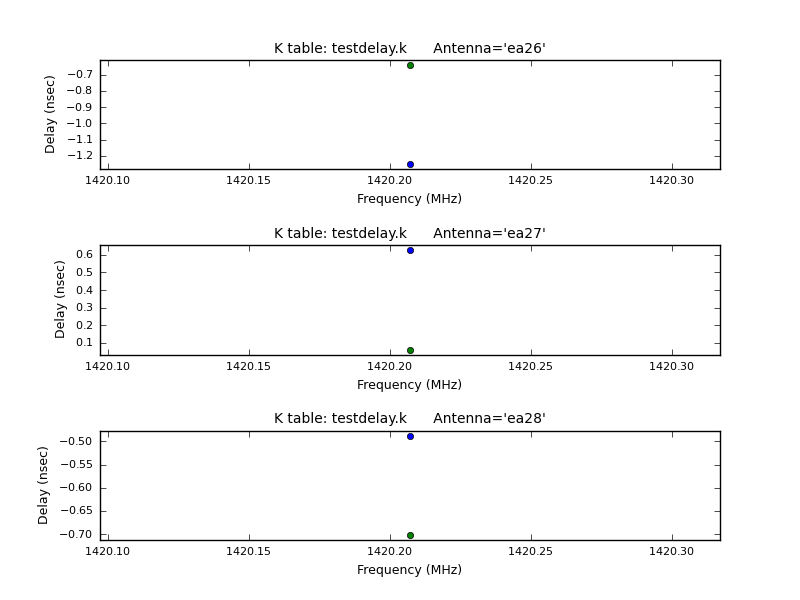 K table: testdelay.k Antenna='ea26'
Delay (nsec)
−0.7
−0.8
−0.9
−1.0
−1.1
−1.2
1420.10 1420.15 1420.20 1420.25 1420.30
Frequency (MHz)
K table: testdelay.k Antenna='ea27'
Delay (nsec)
0.6
0.5
0.4
0.3
0.2
0.1
1420.10 1420.15 1420.20 1420.25 1420.30
Frequency (MHz)
K table: testdelay.k Antenna='ea28'
Delay (nsec)
−0.50
−0.55
−0.60
−0.65
−0.70
1420.10 1420.15 1420.20 1420.25 1420.30
Frequency (MHz)